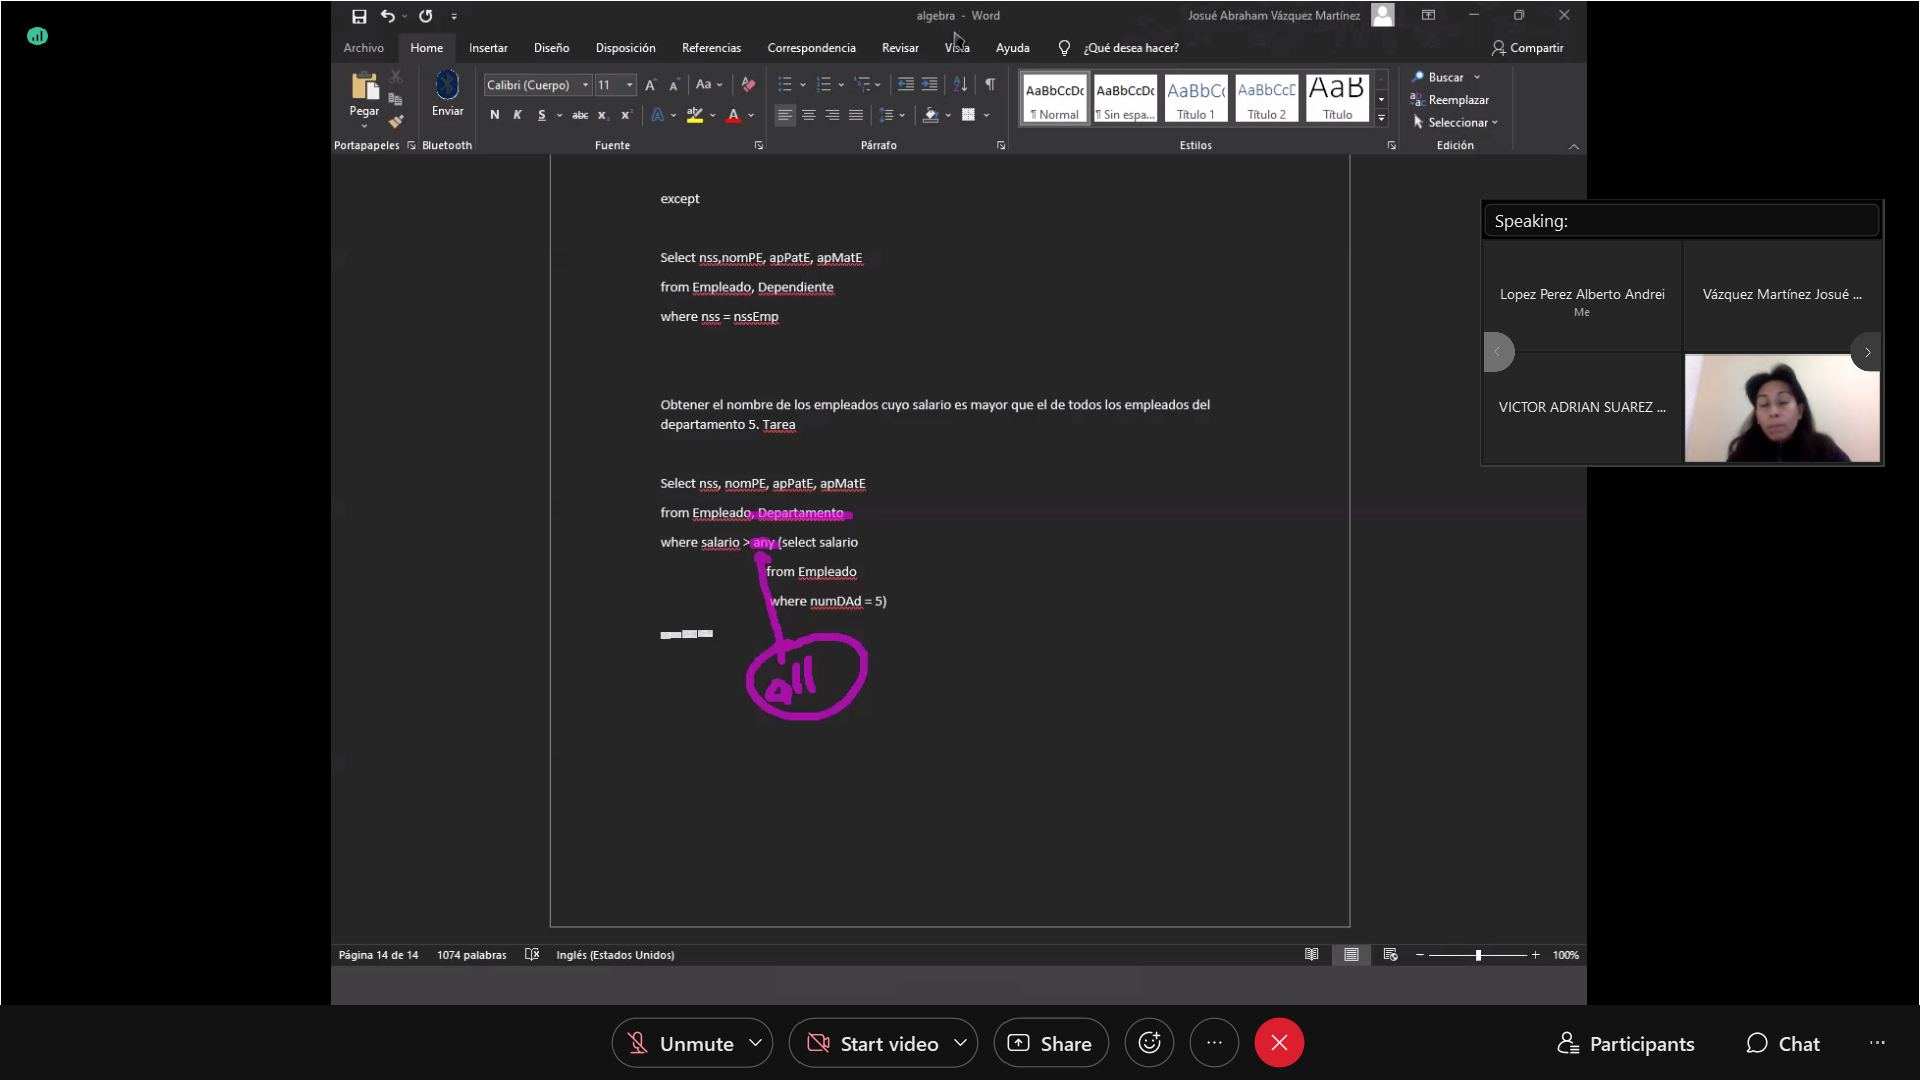 algebra - Word
Josué Abraham Vázquez Martínez
Archivo Home Insertar Diseño Disposición Referencias Correspondencia Revisar Vista Ayuda ¿Qué desea hacer? Compartir
Pegar
Enviar
Calibri (Cuerpo) 11
Aa
N K S abc x₂ x²
AaBbCcDc AaBbCcDc AaBbC AaBbCcE AaB
¶ Normal ¶ Sin espa... Título 1 Título 2 Título
Buscar
Reemplazar
Seleccionar
Portapapeles Bluetooth Fuente Párrafo Estilos Edición
except
Select nss,nomPE, apPatE, apMatE
from Empleado, Dependiente
where nss = nssEmp
Obtener el nombre de los empleados cuyo salario es mayor que el de todos los empleados del
departamento 5. Tarea
Select nss, nomPE, apPatE, apMatE
from Empleado, Departamento
where salario > any (select salario
from Empleado
where numDAd = 5)
all
Speaking:
Lopez Perez Alberto Andrei
Me
Vázquez Martínez Josué ...
VICTOR ADRIAN SUAREZ ...
Página 14 de 14 1074 palabras Inglés (Estados Unidos) 100%
Unmute Start video Share Participants Chat